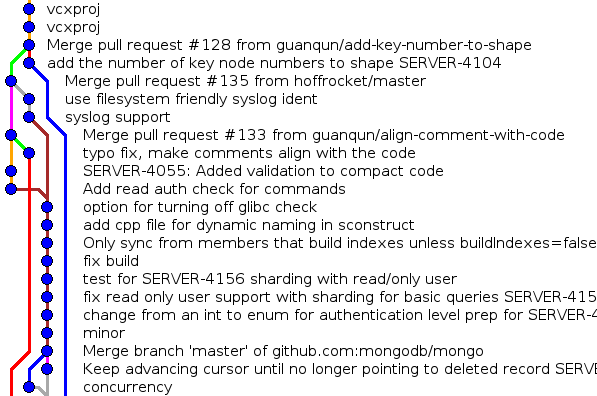 vcxproj
vcxproj
Merge pull request #128 from guanqun/add-key-number-to-shape
add the number of key node numbers to shape SERVER-4104
Merge pull request #135 from hoffrocket/master
use filesystem friendly syslog ident
syslog support
Merge pull request #133 from guanqun/align-comment-with-code
typo fix, make comments align with the code
SERVER-4055: Added validation to compact code
Add read auth check for commands
option for turning off glibc check
add cpp file for dynamic naming in sconstruct
Only sync from members that build indexes unless buildIndexes=false
fix build
test for SERVER-4156 sharding with read/only user
fix read only user support with sharding for basic queries SERVER-415
change from an int to enum for authentication level prep for SERVER-4
minor
Merge branch 'master' of github.com:mongodb/mongo
Keep advancing cursor until no longer pointing to deleted record SERV
concurrency